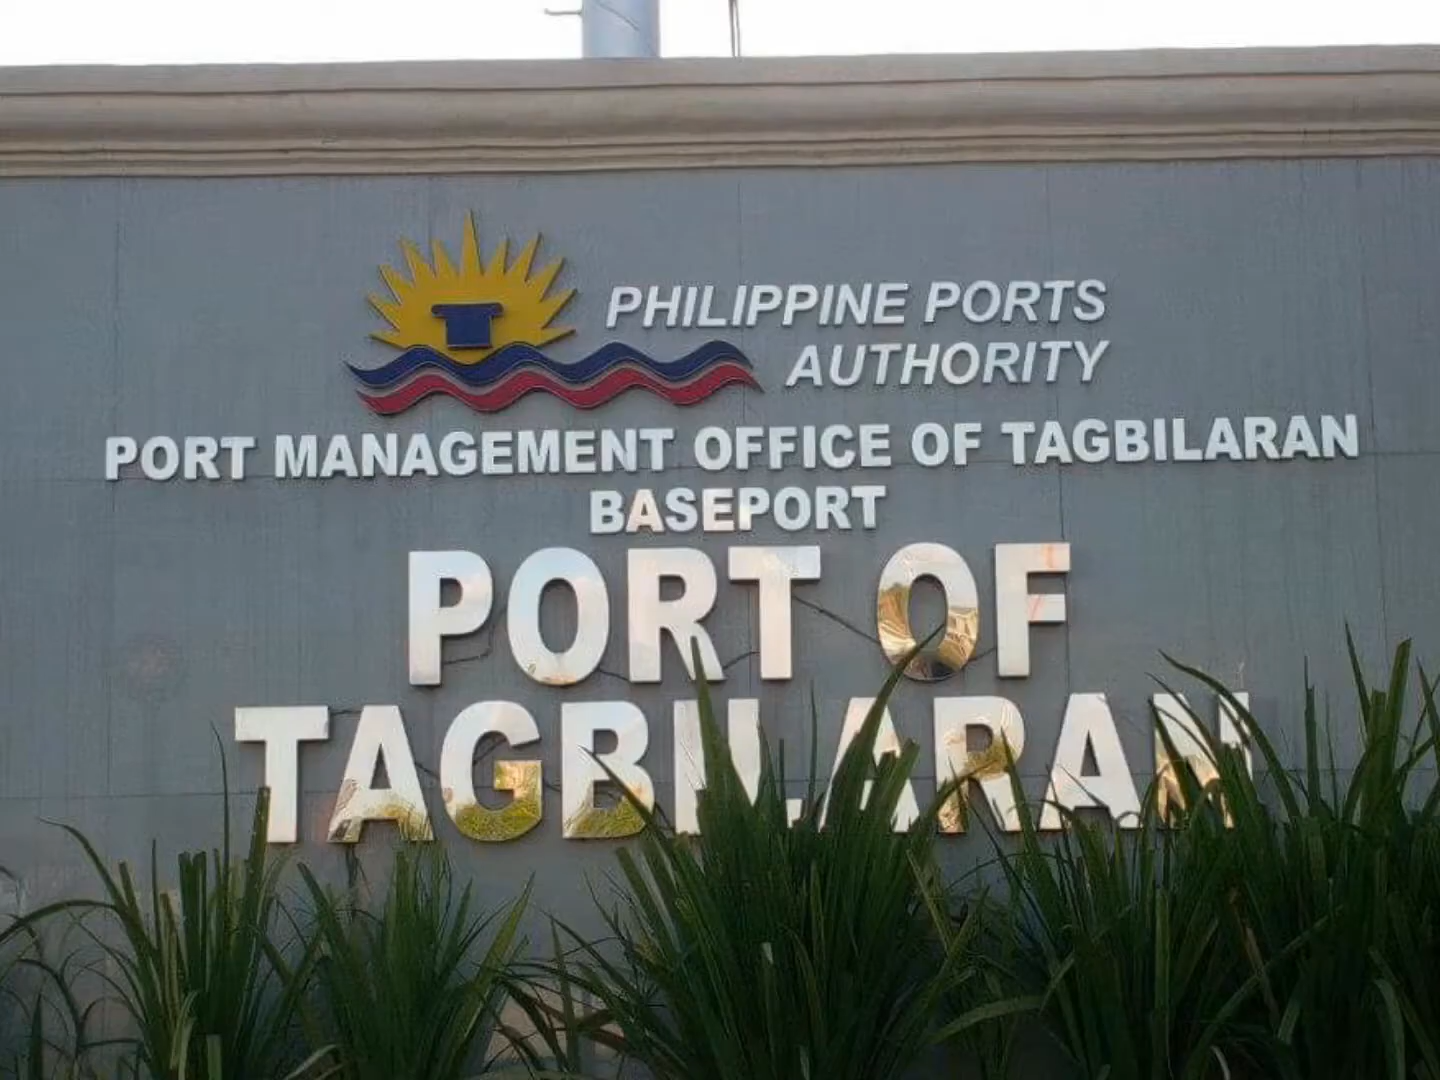 PHILIPPINE PORTS
AUTHORITY
PORT MANAGEMENT OFFICE OF TAGBILARAN
BASEPORT
PORT OF
TAGBILARAN